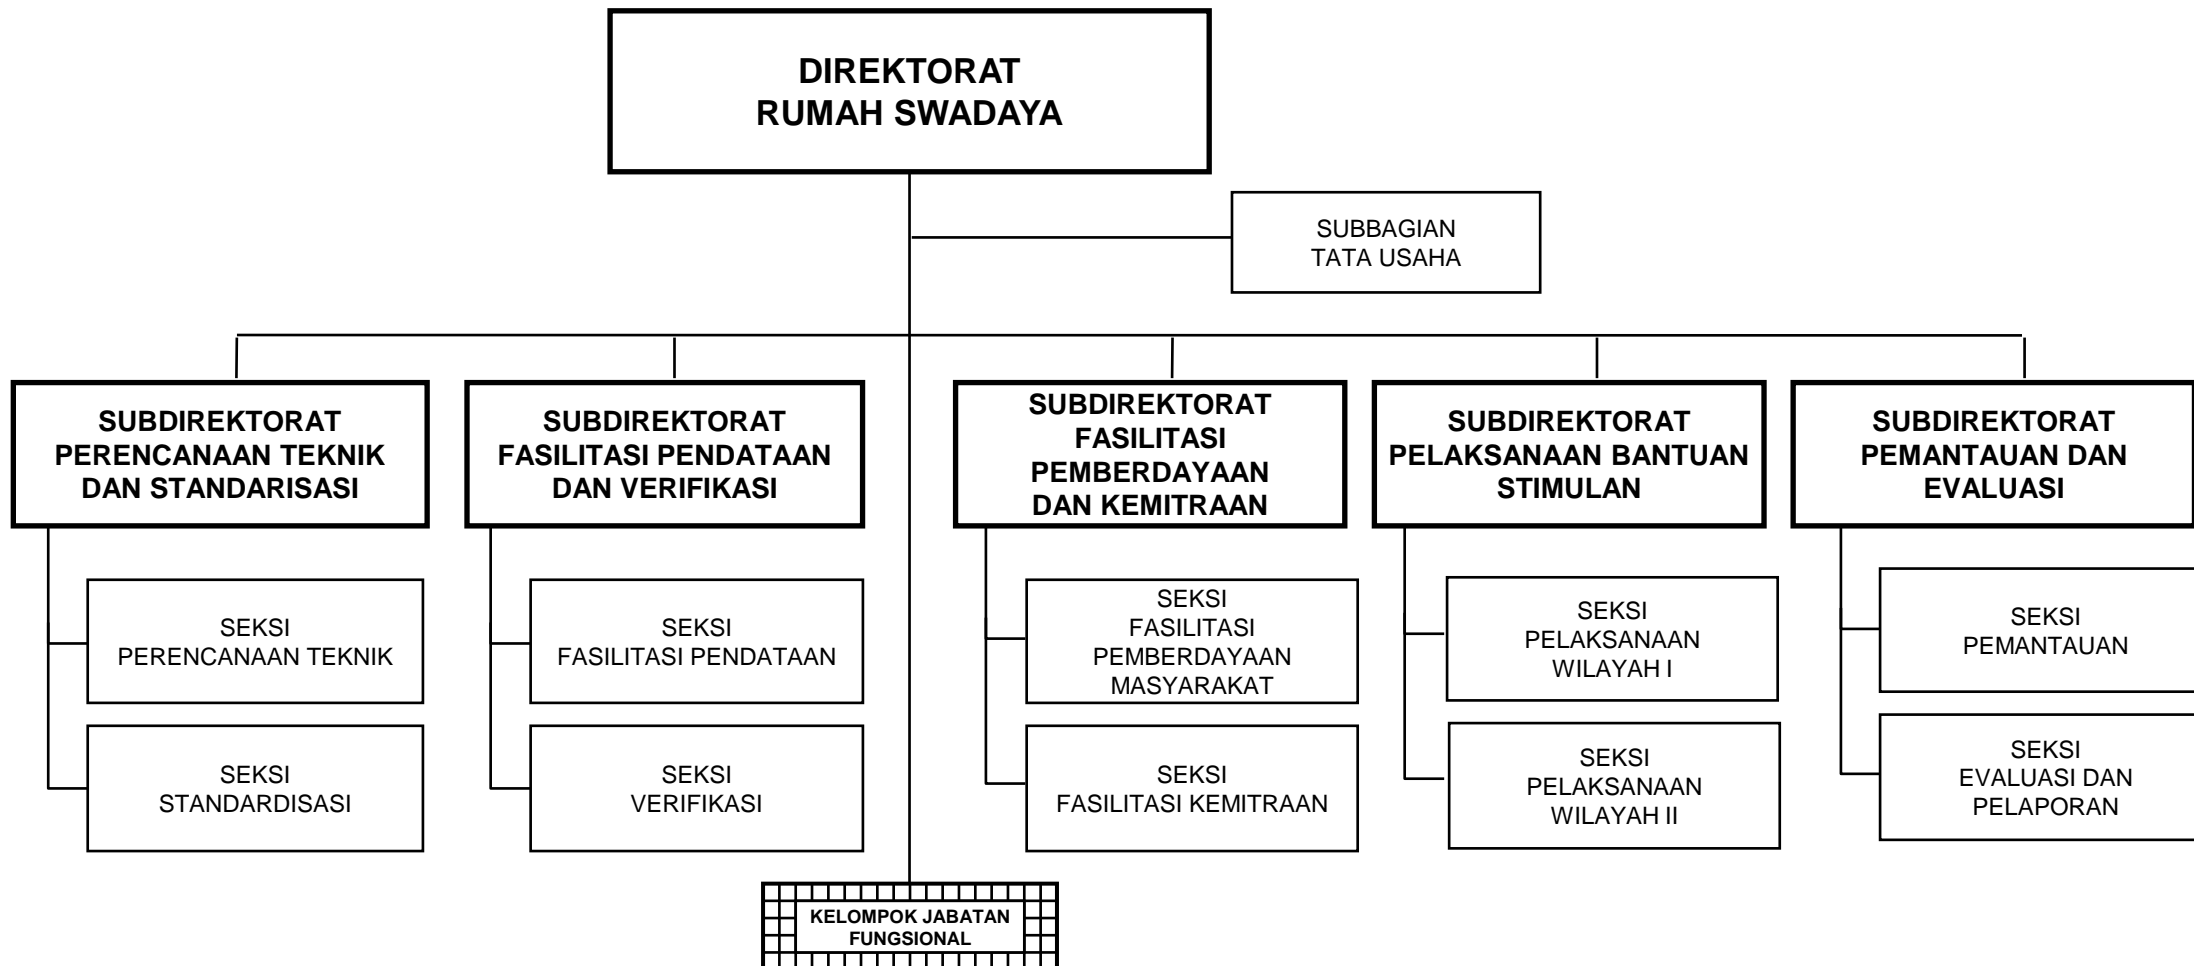 DIREKTORAT
RUMAH SWADAYA
SUBBAGIAN
TATA USAHA
SUBDIREKTORAT
PERENCANAAN TEKNIK
DAN STANDARISASI
SUBDIREKTORAT
FASILITASI PENDATAAN
DAN VERIFIKASI
SUBDIREKTORAT
FASILITASI
PEMBERDAYAAN
DAN KEMITRAAN
SUBDIREKTORAT
PELAKSANAAN BANTUAN
STIMULAN
SUBDIREKTORAT
PEMANTAUAN DAN
EVALUASI
SEKSI
PERENCANAAN TEKNIK
SEKSI
FASILITASI PENDATAAN
SEKSI
FASILITASI
PEMBERDAYAAN
MASYARAKAT
SEKSI
PELAKSANAAN
WILAYAH I
SEKSI
PEMANTAUAN
SEKSI
STANDARDISASI
SEKSI
VERIFIKASI
SEKSI
FASILITASI KEMITRAAN
SEKSI
PELAKSANAAN
WILAYAH II
SEKSI
EVALUASI DAN
PELAPORAN
KELOMPOK JABATAN
FUNGSIONAL